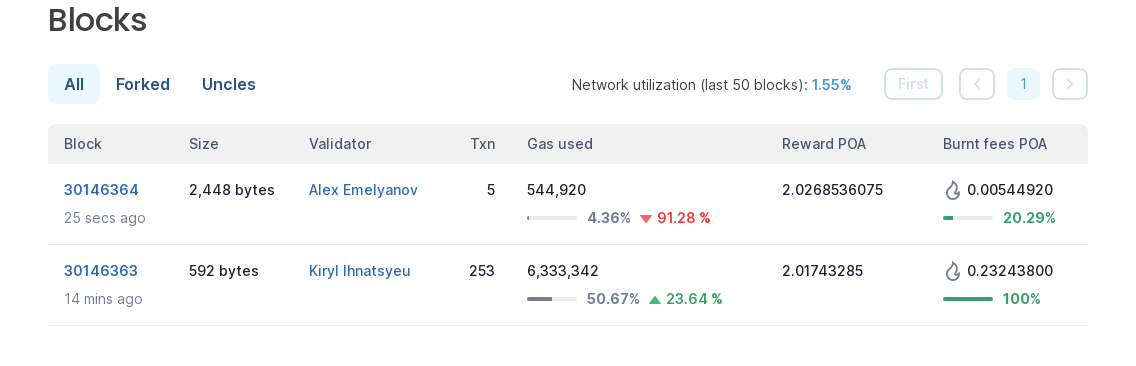 Blocks
All Forked Uncles Network utilization (last 50 blocks): 1.55% First 1
Block Size Validator Txn Gas used Reward POA Burnt fees POA
30146364 2,448 bytes Alex Emelyanov 5 544,920 2.0268536075 0.00544920
25 secs ago 4.36% 91.28 % 20.29%
30146363 592 bytes Kiryl Ihnatsyeu 253 6,333,342 2.01743285 0.23243800
14 mins ago 50.67% 23.64 % 100%